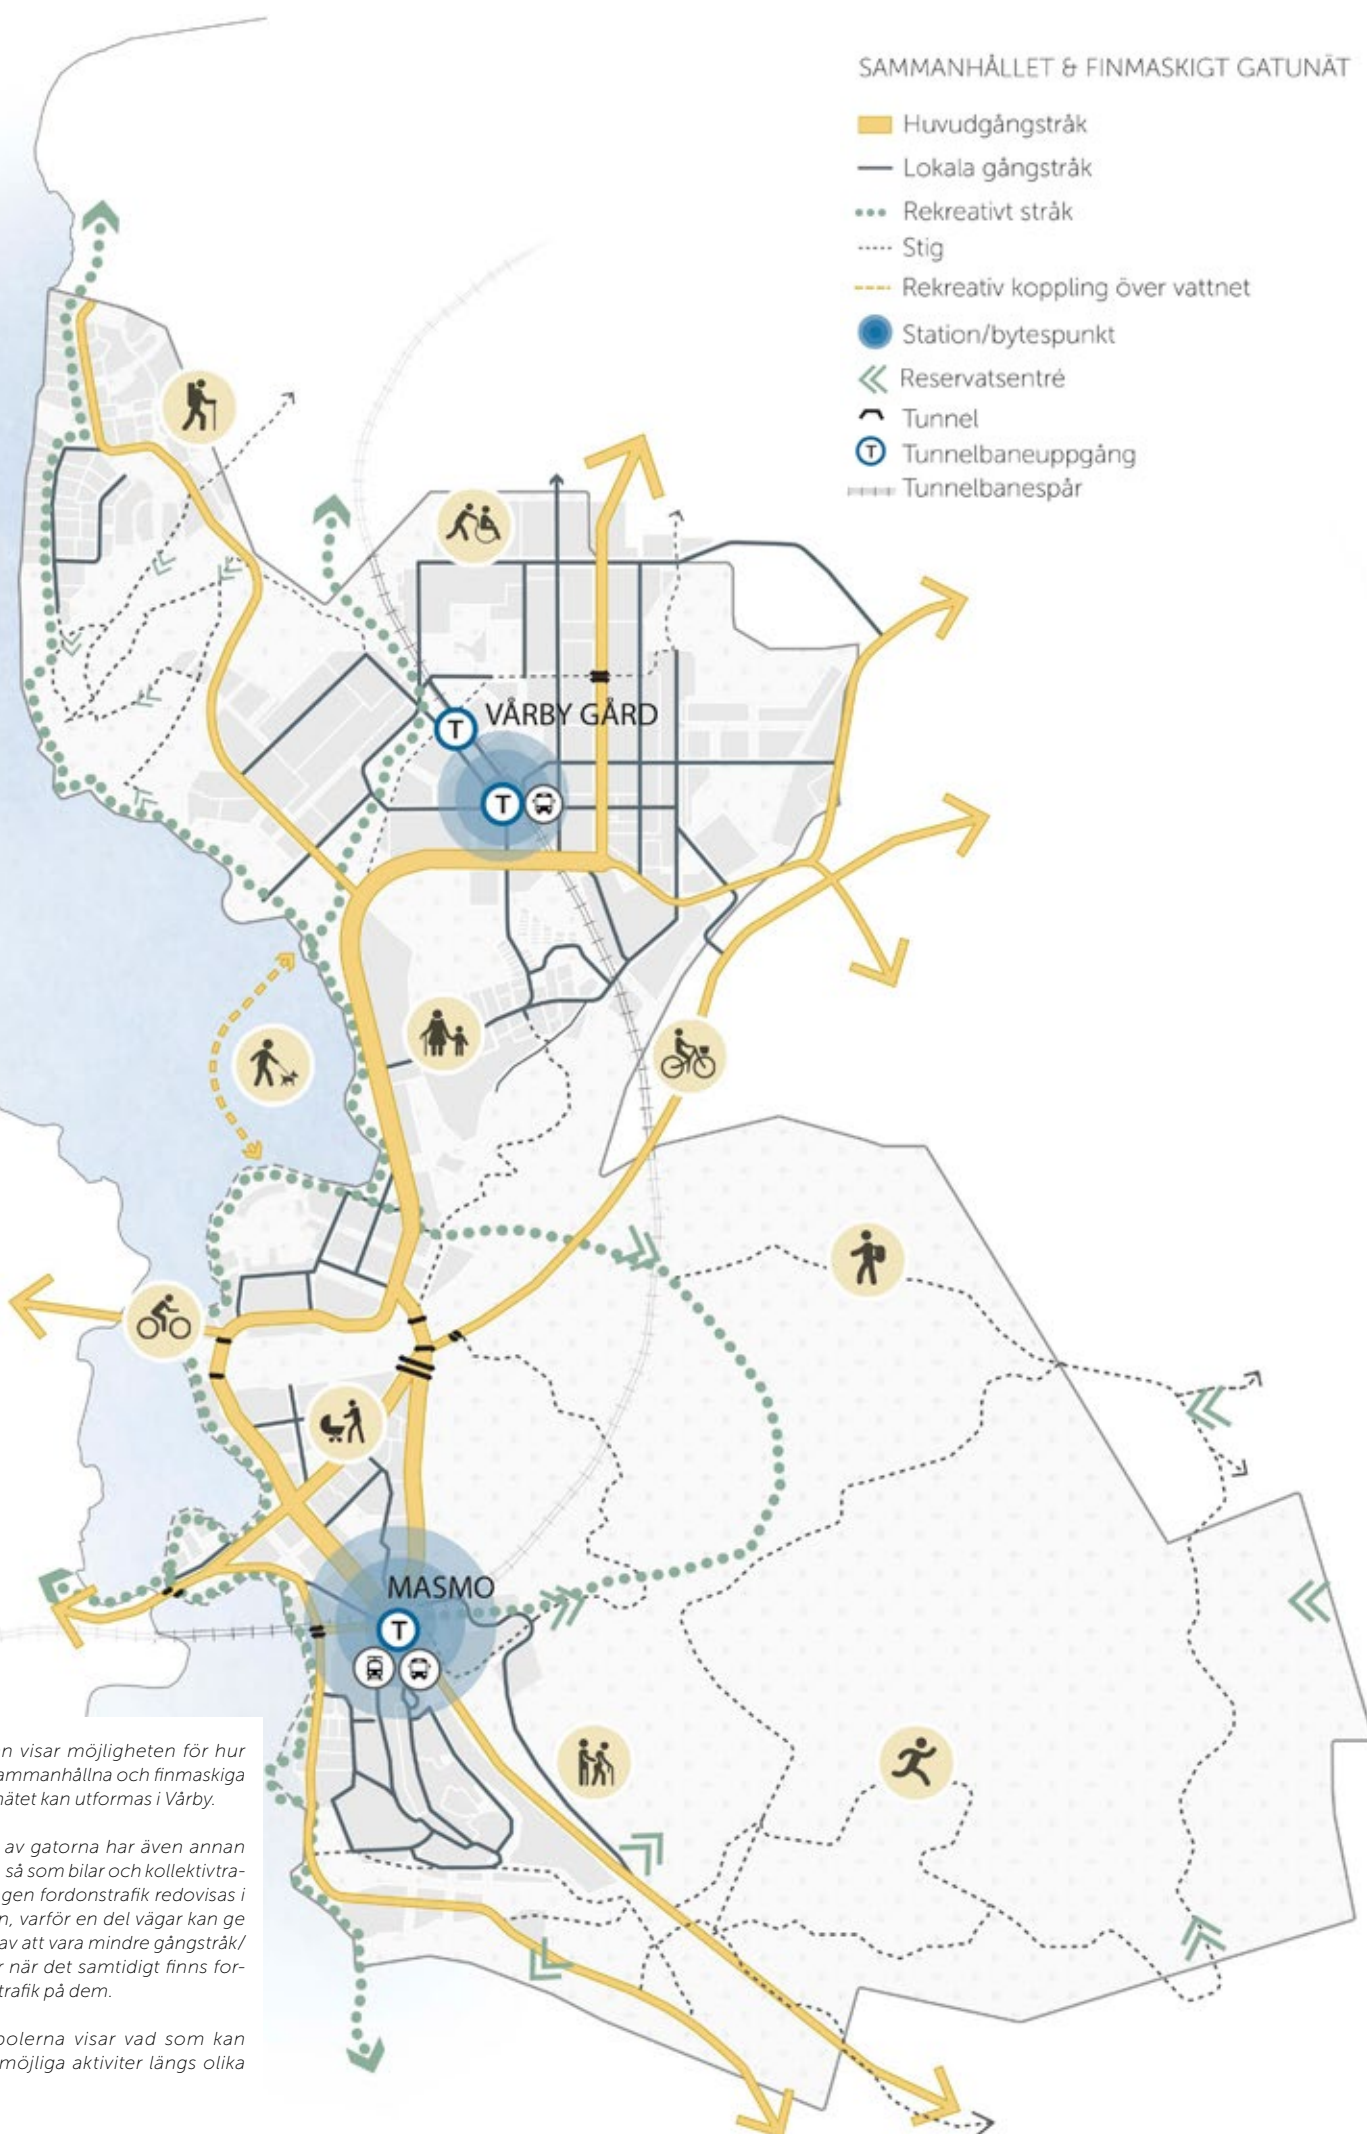 SAMMANHÅLLET & FINMASKIGT GATUNÄT
Huvudgångstråk
Lokala gångstråk
Rekreativt stråk
Stig
Rekreativ koppling över vattnet
Station/bytespunkt
Reservatsentré
Tunnel
T Tunnelbaneuppgång
Tunnelbanespår
T
VÅRBY GÅRD
T
MASMO
T
n visar möjligheten för hur
ammanhållna och finmaskiga
nätet kan utformas i Vårby.
av gatorna har även annan
så som bilar och kollektivtra-
gen fordonstrafik redovisas i
n, varför en del vägar kan ge
av att vara mindre gångstråk/
r när det samtidigt finns for-
trafik på dem.
bolerna visar vad som kan
möjliga aktiviter längs olika